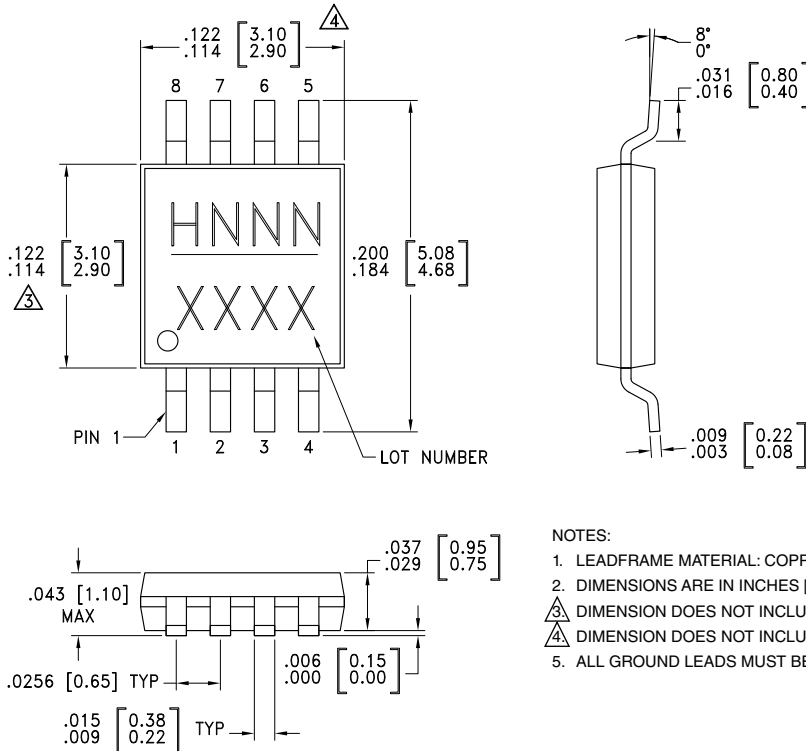 .122 [3.10]
.114 [2.90]
4
8 7 6 5
HNNN
XXXX
.122 [3.10]
.114 [2.90]
3
.200 [5.08]
.184 [4.68]
PIN 1
1 2 3 4
LOT NUMBER
8°
0°
.031 [0.80]
.016 [0.40]
.009 [0.22]
.003 [0.08]
.043 [1.10]
MAX
.037 [0.95]
.029 [0.75]
.0256 [0.65] TYP
.006 [0.15]
.000 [0.00]
.015 [0.38]
.009 [0.22]
TYP
NOTES:
1. LEADFRAME MATERIAL:
2. DIMENSIONS ARE IN INCHES [
3. DIMENSION DOES NOT
4. DIMENSION DOES NOT
5. ALL GROUND LEADS MUST